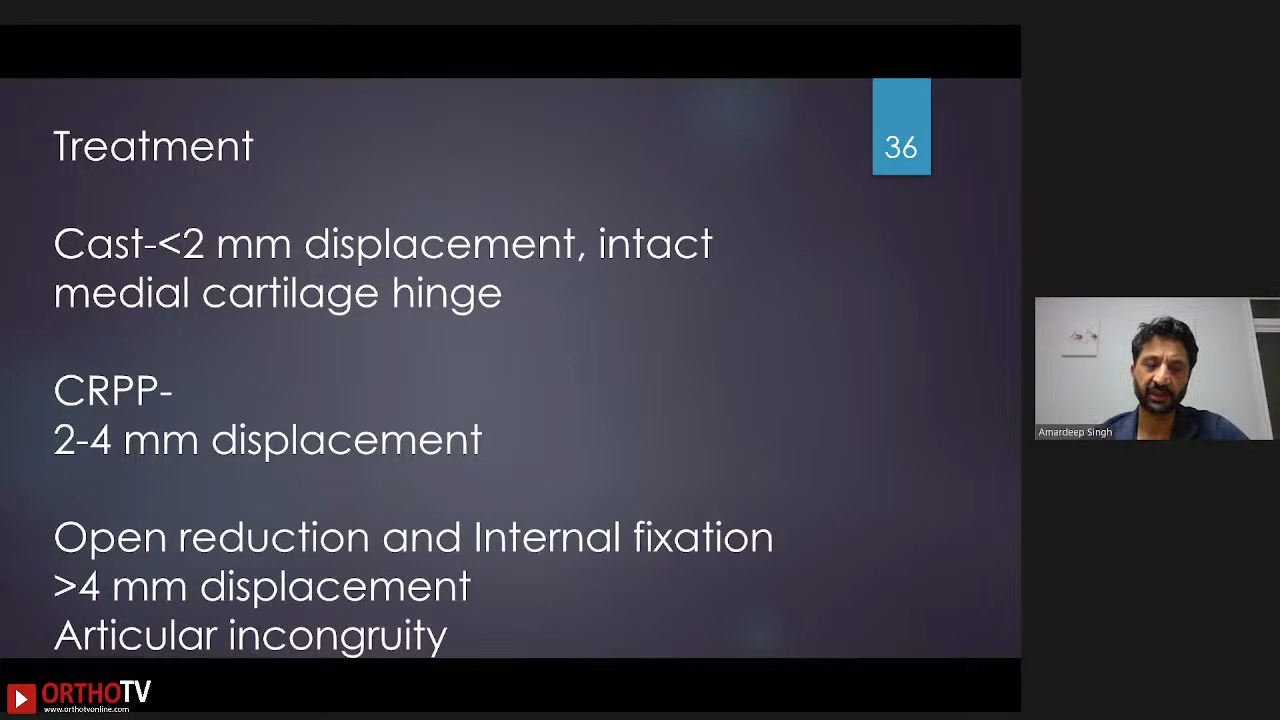 Treatment
36
Cast-<2 mm displacement, intact
medial cartilage hinge
CRPP-
2-4 mm displacement
Open reduction and Internal fixation
>4 mm displacement
Articular incongruity
Amardeep Singh
ORTHOTV
www.orthotvonline.com